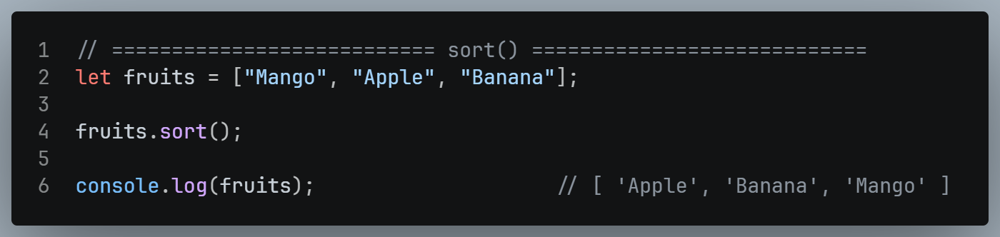 1 // =========================== sort() ============================
2 let fruits = ["Mango", "Apple", "Banana"];
3
4 fruits.sort();
5
6 console.log(fruits); // [ 'Apple', 'Banana', 'Mango' ]